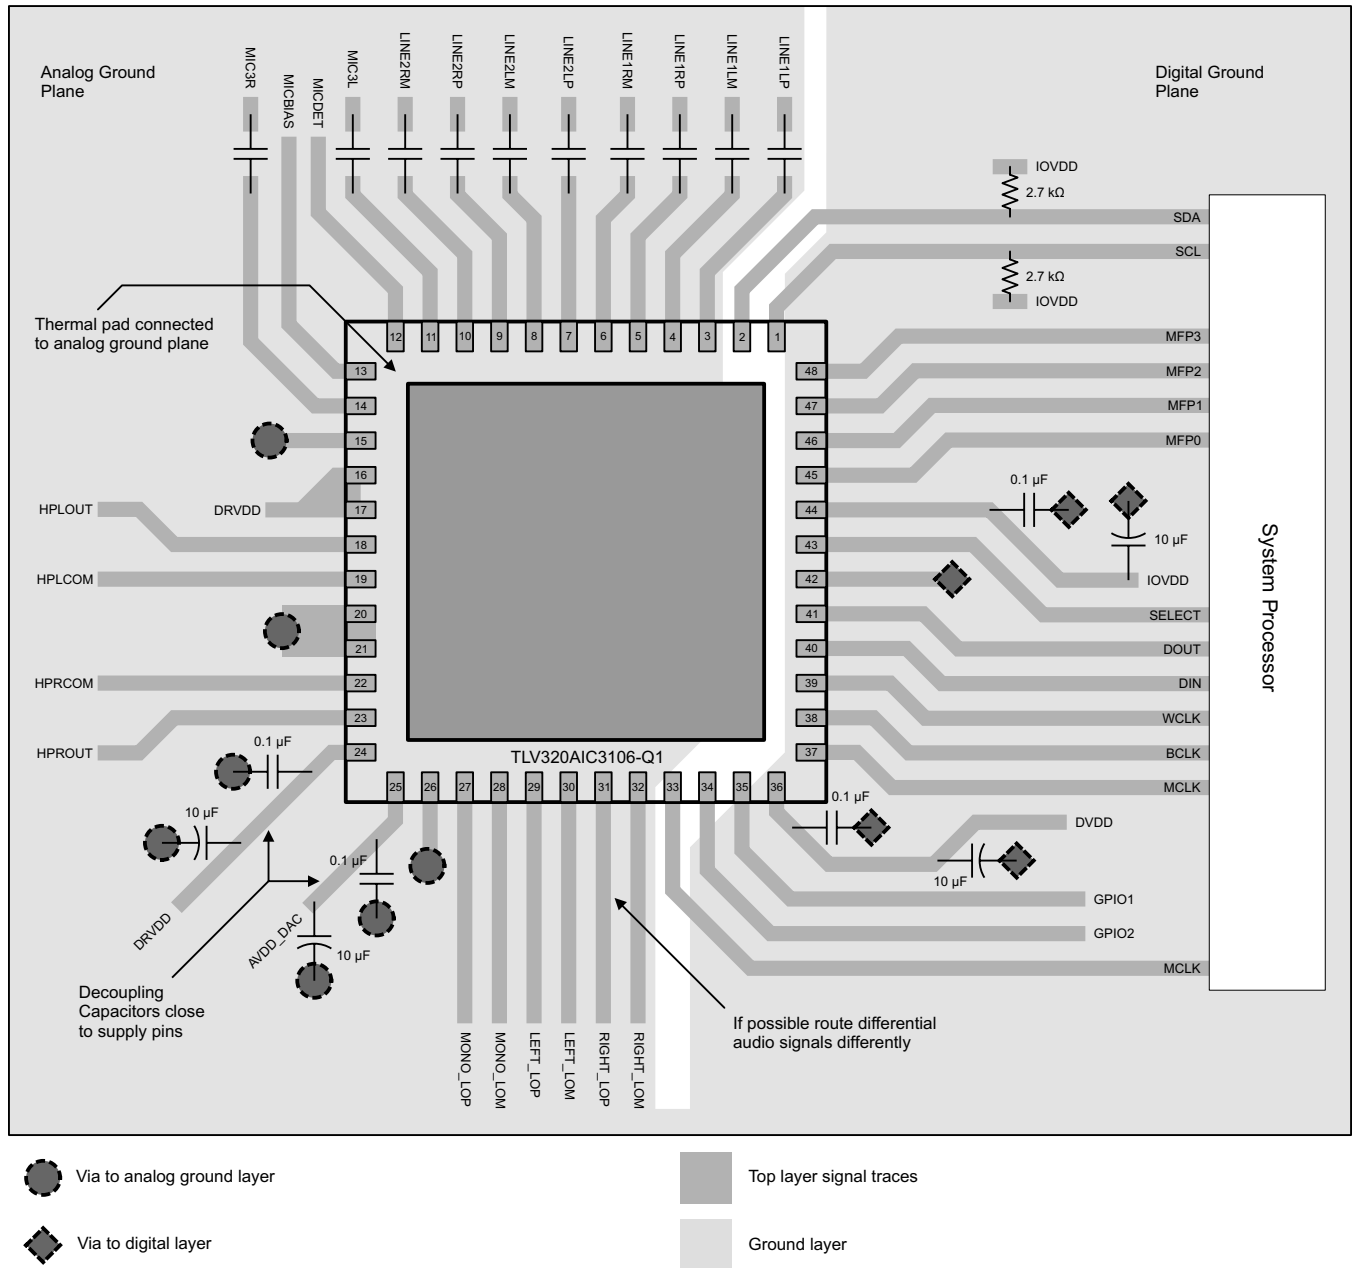 Analog Ground
Plane
MIC3R
MICBIAS
MICDET
MIC3L
LINE2RM
LINE2RP
LINE2LM
LINE2LP
LINE1RM
LINE1RP
LINE1LM
LINE1LP
Digital Ground
Plane
IOVDD
2.7 kΩ
SDA
SCL
2.7 kΩ
IOVDD
Thermal pad connected
to analog ground plane
12
11
10
9
8
7
6
5
4
3
2
1
13
14
15
16
17
18
19
20
21
22
23
24
48
47
46
45
44
43
42
41
40
39
38
37
MFP3
MFP2
MFP1
MFP0
0.1 µF
10 µF
IOVDD
SELECT
DOUT
DIN
WCLK
BCLK
MCLK
System Processor
HPLOUT
DRVDD
HPLCOM
HPRCOM
HPROUT
0.1 µF
10 µF
DRVDD
0.1 µF
AVDD_DAC
10 µF
TLV320AIC3106-Q1
25
26
27
28
29
30
31
32
33
34
35
36
0.1 µF
DVDD
10 µF
GPIO1
GPIO2
MCLK
Decoupling
Capacitors close
to supply pins
MONO_LOP
MONO_LOM
LEFT_LOP
LEFT_LOM
RIGHT_LOP
RIGHT_LOM
If possible route differential
audio signals differently
Via to analog ground layer
Top layer signal traces
Via to digital layer
Ground layer